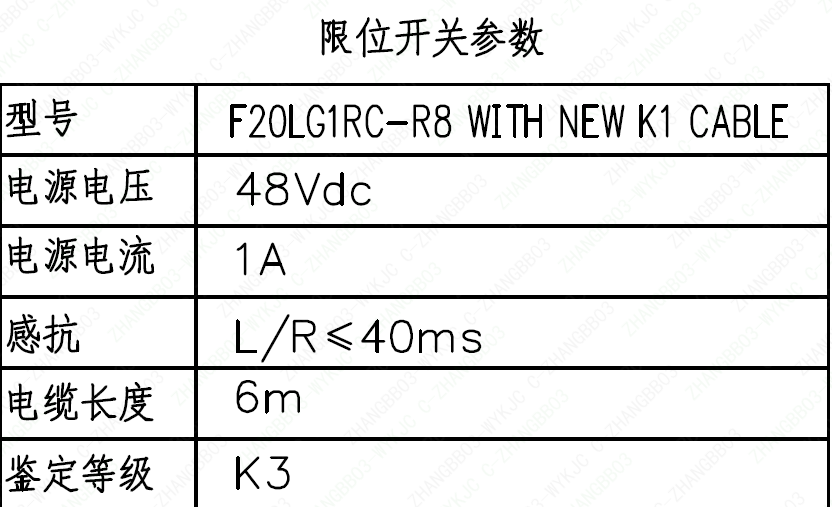 限位开关参数
型号 F20LG1RC-R8 WITH NEW K1 CABLE
电源电压 48Vdc
电源电流 1A
感抗 L/R≤40ms
电缆长度 6m
鉴定等级 K3